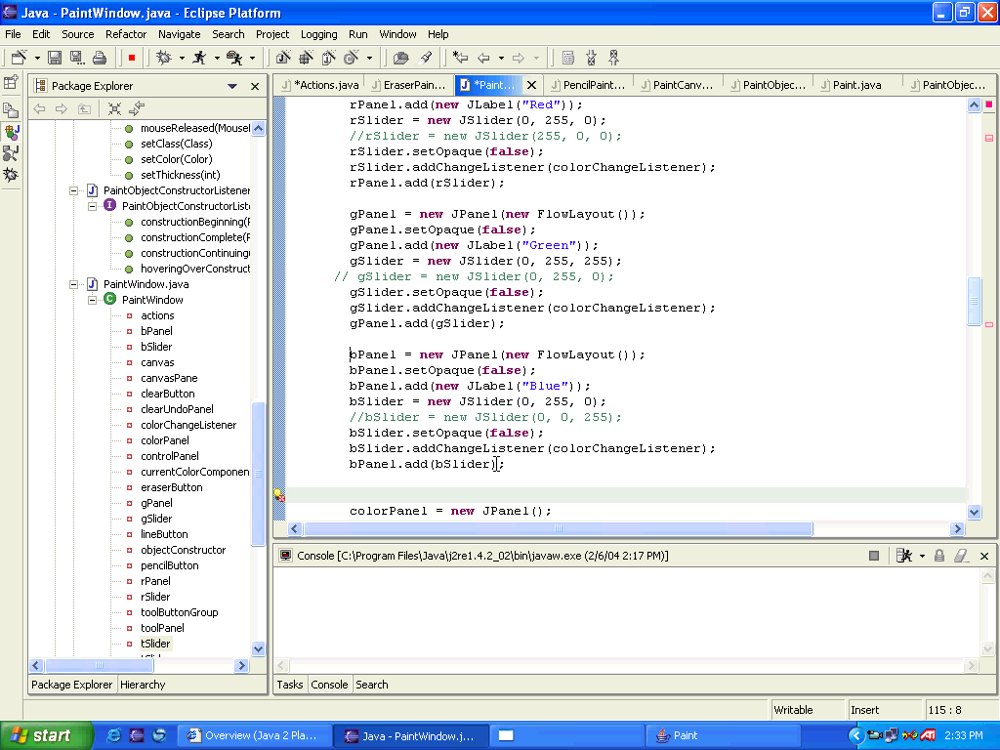 Java - PaintWindow.java - Eclipse Platform
File Edit Source Refactor Navigate Search Project Logging Run Window Help
Package Explorer
*Actions.java EraserPain... *Paint... PencilPaint... PaintCanv... PaintObjec... Paint.java PaintObjec...
mouseReleased(Mouse
setClass(Class)
setColor(Color)
setThickness(int)
PaintObjectConstructorListener
PaintObjectConstructorListe
constructionBeginning(F
constructionComplete(F
constructionContinuing
hoveringOverConstruct
PaintWindow.java
PaintWindow
actions
bPanel
bSlider
canvas
canvasPane
clearButton
clearUndoPanel
colorChangeListener
colorPanel
controlPanel
currentColorComponen
eraserButton
gPanel
gSlider
lineButton
objectConstructor
pencilButton
rPanel
rSlider
toolButtonGroup
toolPanel
tSlider
Package Explorer Hierarchy
rPanel.add(new JLabel("Red"));
rSlider = new JSlider(0, 255, 0);
//rSlider = new JSlider(255, 0, 0);
rSlider.setOpaque(false);
rSlider.addChangeListener(colorChangeListener);
rPanel.add(rSlider);
gPanel = new JPanel(new FlowLayout());
gPanel.setOpaque(false);
gPanel.add(new JLabel("Green"));
gSlider = new JSlider(0, 255, 255);
// gSlider = new JSlider(0, 255, 0);
gSlider.setOpaque(false);
gSlider.addChangeListener(colorChangeListener);
gPanel.add(gSlider);
bPanel = new JPanel(new FlowLayout());
bPanel.setOpaque(false);
bPanel.add(new JLabel("Blue"));
bSlider = new JSlider(0, 255, 0);
//bSlider = new JSlider(0, 0, 255);
bSlider.setOpaque(false);
bSlider.addChangeListener(colorChangeListener);
bPanel.add(bSlider);
colorPanel = new JPanel();
Console [C:\Program Files\Java\j2re1.4.2_02\bin\javaw.exe (2/6/04 2:17 PM)]
Tasks Console Search
Writable Insert 115 : 8
start Overview (Java 2 Pla... Java - PaintWindow.j... Paint ATI 2:33 PM